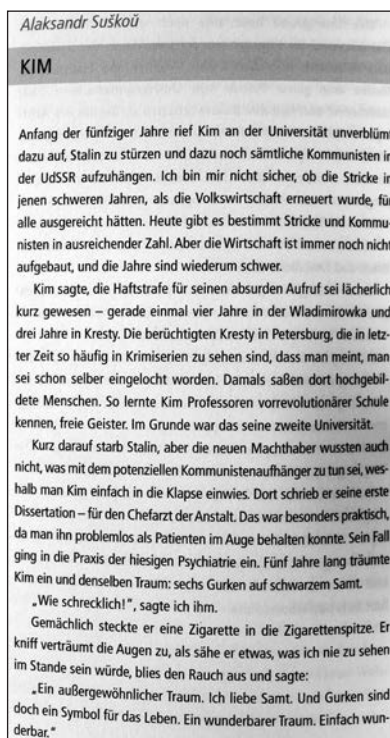 Alaksandr Suškoŭ
KIM
Anfang der fünfziger Jahre rief Kim an der Universität unverblümt
dazu auf, Stalin zu stürzen und dazu noch sämtliche Kommunisten in
der UdSSR aufzuhängen. Ich bin mir nicht sicher, ob die Stricke in
jenen schweren Jahren, als die Volkswirtschaft erneuert wurde, für
alle ausgereicht hätten. Heute gibt es bestimmt Stricke und Kommu-
nisten in ausreichender Zahl. Aber die Wirtschaft ist immer noch nicht
aufgebaut, und die Jahre sind wiederum schwer.
Kim sagte, die Haftstrafe für seinen absurden Aufruf sei lächerlich
kurz gewesen – gerade einmal vier Jahre in der Wladimirowka und
drei Jahre in Kresty. Die berüchtigten Kresty in Petersburg, die in letz-
ter Zeit so häufig in Krimiserien zu sehen sind, dass man meint, man
sei schon selber eingelocht worden. Damals saßen dort hochgebil-
dete Menschen. So lernte Kim Professoren vorrevolutionärer Schule
kennen, freie Geister. Im Grunde war das seine zweite Universität.
Kurz darauf starb Stalin, aber die neuen Machthaber wussten auch
nicht, was mit dem potenziellen Kommunistenaufhänger zu tun sei, wes-
halb man Kim einfach in die Klapse einwies. Dort schrieb er seine erste
Dissertation – für den Chefarzt der Anstalt. Das war besonders praktisch,
da man ihn problemlos als Patienten im Auge behalten konnte. Sein Fall
ging in die Praxis der hiesigen Psychiatrie ein. Fünf Jahre lang träumte
Kim ein und denselben Traum: sechs Gurken auf schwarzem Samt.
„Wie schrecklich!", sagte ich ihm.
Gemächlich steckte er eine Zigarette in die Zigarettenspitze. Er
kniff verträumt die Augen zu, als sähe er etwas, was ich nie zu sehen
im Stande sein würde, blies den Rauch aus und sagte:
„Ein außergewöhnlicher Traum. Ich liebe Samt. Und Gurken sind
doch ein Symbol für das Leben. Ein wunderbarer Traum. Einfach wun-
derbar."